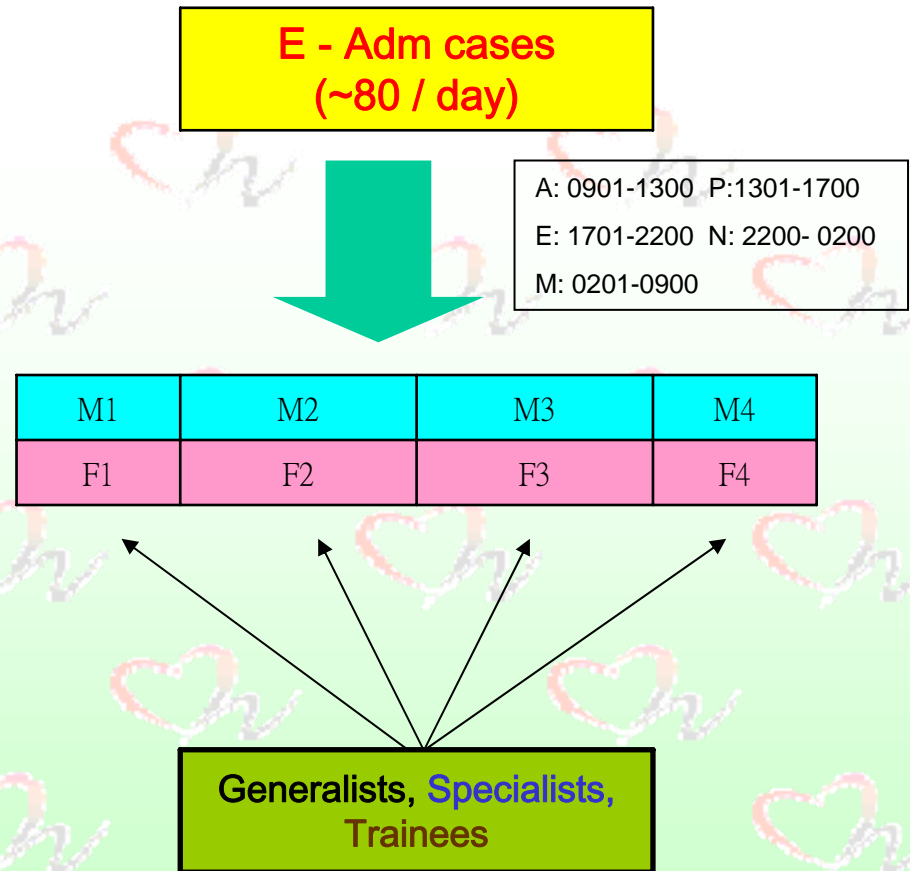 E - Adm cases
(~80 / day)
A: 0901-1300 P:1301-1700
E: 1701-2200 N: 2200- 0200
M: 0201-0900
M1 M2 M3 M4
F1 F2 F3 F4
Generalists, Specialists,
Trainees